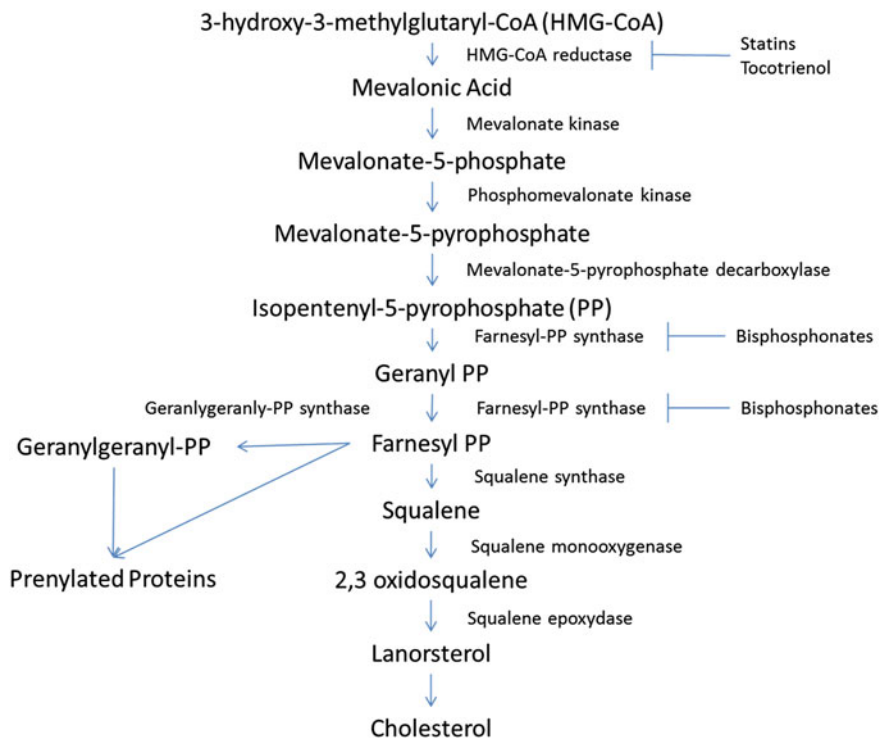 3-hydroxy-3-methylglutaryl-CoA (HMG-CoA)
HMG-CoA reductase
Statins
Tocotrienol
Mevalonic Acid
Mevalonate kinase
Mevalonate-5-phosphate
Phosphomevalonate kinase
Mevalonate-5-pyrophosphate
Mevalonate-5-pyrophosphate decarboxylase
Isopentenyl-5-pyrophosphate (PP)
Farnesyl-PP synthase
Bisphosphonates
Geranyl PP
Geranlygeranly-PP synthase
Farnesyl-PP synthase
Bisphosphonates
Geranylgeranyl-PP
Farnesyl PP
Squalene synthase
Squalene
Squalene monooxygenase
Prenylated Proteins
2,3 oxidosqualene
Squalene epoxydase
Lanorsterol
Cholesterol